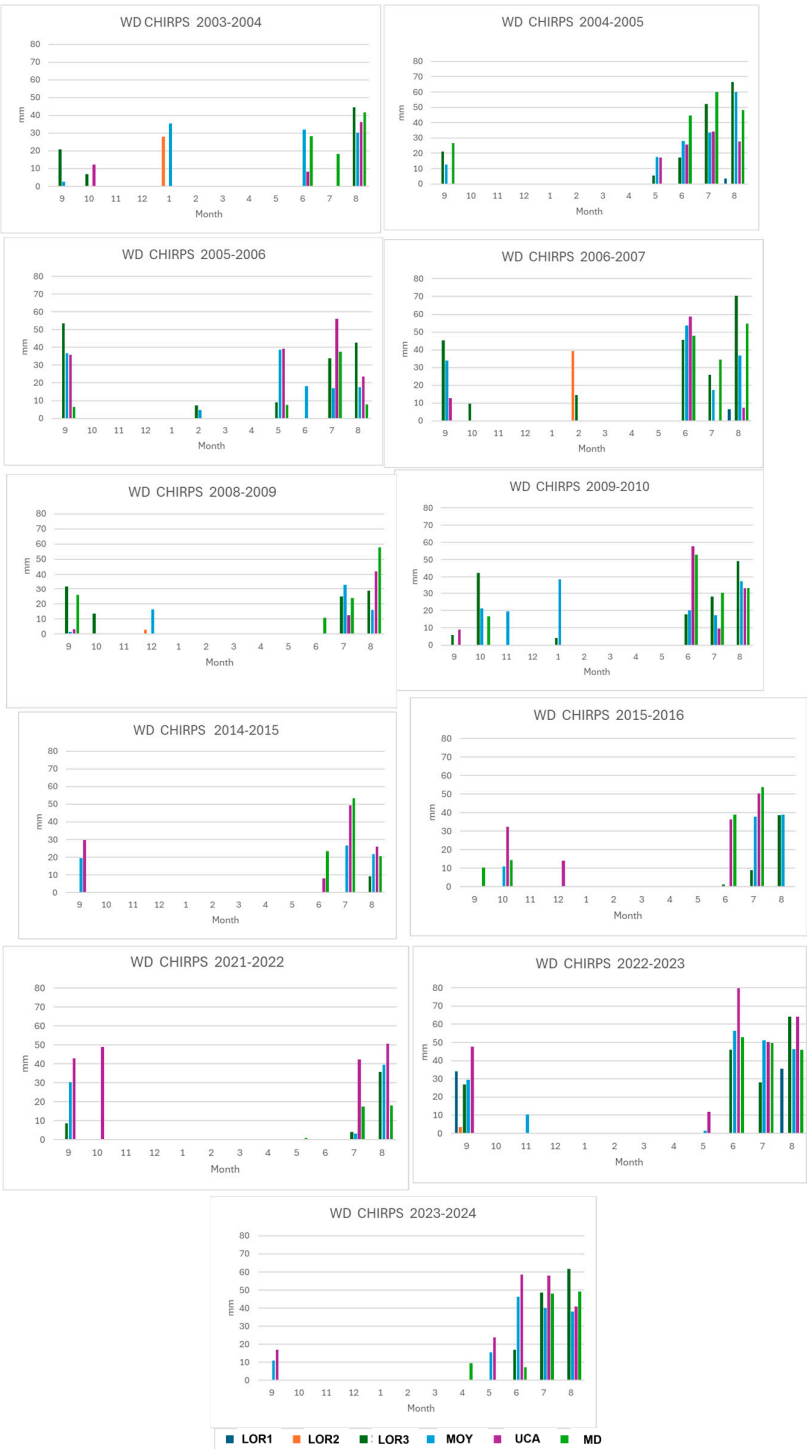 WD CHIRPS 2003-2004
80
70
60
50
40
30
20
10
0
mm
9 10 11 12 1 2 3 4 5 6 7 8
Month
WD CHIRPS 2004-2005
80
70
60
50
40
30
20
10
0
mm
9 10 11 12 1 2 3 4 5 6 7 8
Month
WD CHIRPS 2005-2006
80
70
60
50
40
30
20
10
0
mm
9 10 11 12 1 2 3 4 5 6 7 8
Month
WD CHIRPS 2006-2007
80
70
60
50
40
30
20
10
0
mm
9 10 11 12 1 2 3 4 5 6 7 8
Month
WD CHIRPS 2008-2009
80
70
60
50
40
30
20
10
0
mm
9 10 11 12 1 2 3 4 5 6 7 8
Month
WD CHIRPS 2009-2010
80
70
60
50
40
30
20
10
0
mm
9 10 11 12 1 2 3 4 5 6 7 8
Month
WD CHIRPS 2014-2015
80
70
60
50
40
30
20
10
0
mm
9 10 11 12 1 2 3 4 5 6 7 8
Month
WD CHIRPS 2015-2016
80
70
60
50
40
30
20
10
0
mm
9 10 11 12 1 2 3 4 5 6 7 8
Month
WD CHIRPS 2021-2022
80
70
60
50
40
30
20
10
0
mm
9 10 11 12 1 2 3 4 5 6 7 8
Month
WD CHIRPS 2022-2023
80
70
60
50
40
30
20
10
0
mm
9 10 11 12 1 2 3 4 5 6 7 8
Month
WD CHIRPS 2023-2024
80
70
60
50
40
30
20
10
0
mm
9 10 11 12 1 2 3 4 5 6 7 8
Month
LOR1 LOR2 LOR3 MOY UCA MD